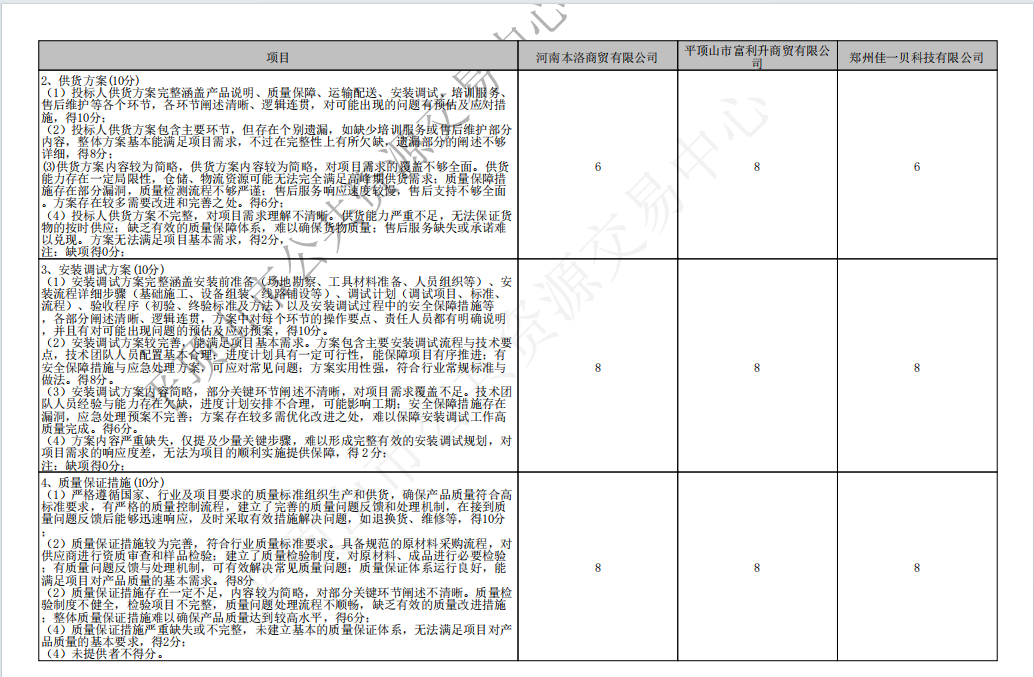 项目
河南本洛商贸有限公司
平顶山市富利升商贸有限公
司
郑州佳一贝科技有限公司
2、供货方案(10分)
（1）投标人供货方案完整涵盖产品说明、质量保障、运输配送、安装调试、培训服务、
售后维护等各个环节，各环节阐述清晰、逻辑连贯，对可能出现的问题有预估及应对措
施，得10分；
（2）投标人供货方案包含主要环节，但存在个别遗漏，如缺少培训服务或售后维护部分
内容，整体方案基本能满足项目需求，不过在完整性上有所欠缺，遗漏部分的阐述不够
详细，得8分；
(3)供货方案内容较为简略，供货方案内容较为简略，对项目需求的覆盖不够全面。供货
能力存在一定局限性，仓储、物流资源可能无法完全满足高峰期供货需求；质量保障措
施存在部分漏洞，质量检测流程不够严谨；售后服务响应速度较慢，售后支持不够全面
。方案存在较多需要改进和完善之处。得6分；
（4）投标人供货方案不完整，对项目需求理解不清晰。供货能力严重不足，无法保证货
物的按时供应；缺乏有效的质量保障体系，难以确保货物质量；售后服务缺失或承诺难
以兑现。方案无法满足项目基本需求，得2分，
注：缺项得0分；
6
8
6
3、安装调试方案(10分)
（1）安装调试方案完整涵盖安装前准备（场地勘察、工具材料准备、人员组织等）、安
装流程详细步骤（基础施工、设备组装、线路铺设等）、调试计划（调试项目、标准、
流程）、验收程序（初验、终验标准及方法）以及安装调试过程中的安全保障措施等
，各部分阐述清晰、逻辑连贯，方案中对每个环节的操作要点、责任人员都有明确说明
，并且有对可能出现问题的预估及应对预案，得10分。
（2）安装调试方案较完善，能满足项目基本需求。方案包含主要安装调试流程与技术要
点，技术团队人员配置基本合理；进度计划具有一定可行性，能保障项目有序推进；有
安全保障措施与应急处理方案，可应对常见问题；方案实用性强，符合行业常规标准与
做法。得8分。
（3）安装调试方案内容简略，部分关键环节阐述不清晰，对项目需求覆盖不足。技术团
队人员经验与能力存在欠缺，进度计划安排不合理，可能影响工期，安全保障措施存在
漏洞，应急处理预案不完善；方案存在较多需优化改进之处，难以保障安装调试工作高
质量完成。得6分。
（4）方案内容严重缺失，仅提及少量关键步骤，难以形成完整有效的安装调试规划，对
项目需求的响应度差，无法为项目的顺利实施提供保障，得２分；
注：缺项得0分；
8
8
8
4、质量保证措施(10分)
（1）严格遵循国家、行业及项目要求的质量标准组织生产和供货，确保产品质量符合高
标准要求，有严格的质量控制流程，建立了完善的质量问题反馈和处理机制，在接到质
量问题反馈后能够迅速响应，及时采取有效措施解决问题，如退换货、维修等，得10分
；
（2）质量保证措施较为完善，符合行业质量标准要求。具备规范的原材料采购流程，对
供应商进行资质审查和样品检验；建立了质量检验制度，对原材料、成品进行必要检验
；有质量问题反馈与处理机制，可有效解决常见质量问题；质量保证体系运行良好，能
满足项目对产品质量的基本需求。得8分
（2）质量保证措施存在一定不足，内容较为简略，对部分关键环节阐述不清晰。质量检
验制度不健全，检验项目不完整，质量问题处理流程不顺畅，缺乏有效的质量改进措施
；整体质量保证措施难以确保产品质量达到较高水平，得6分；
（4）质量保证措施严重缺失或不完整，未建立基本的质量保证体系，无法满足项目对产
品质量的基本要求，得2分；
（4）未提供者不得分。
8
8
8
平顶山市公共资源交易中心
平顶山市公共资源交易中心